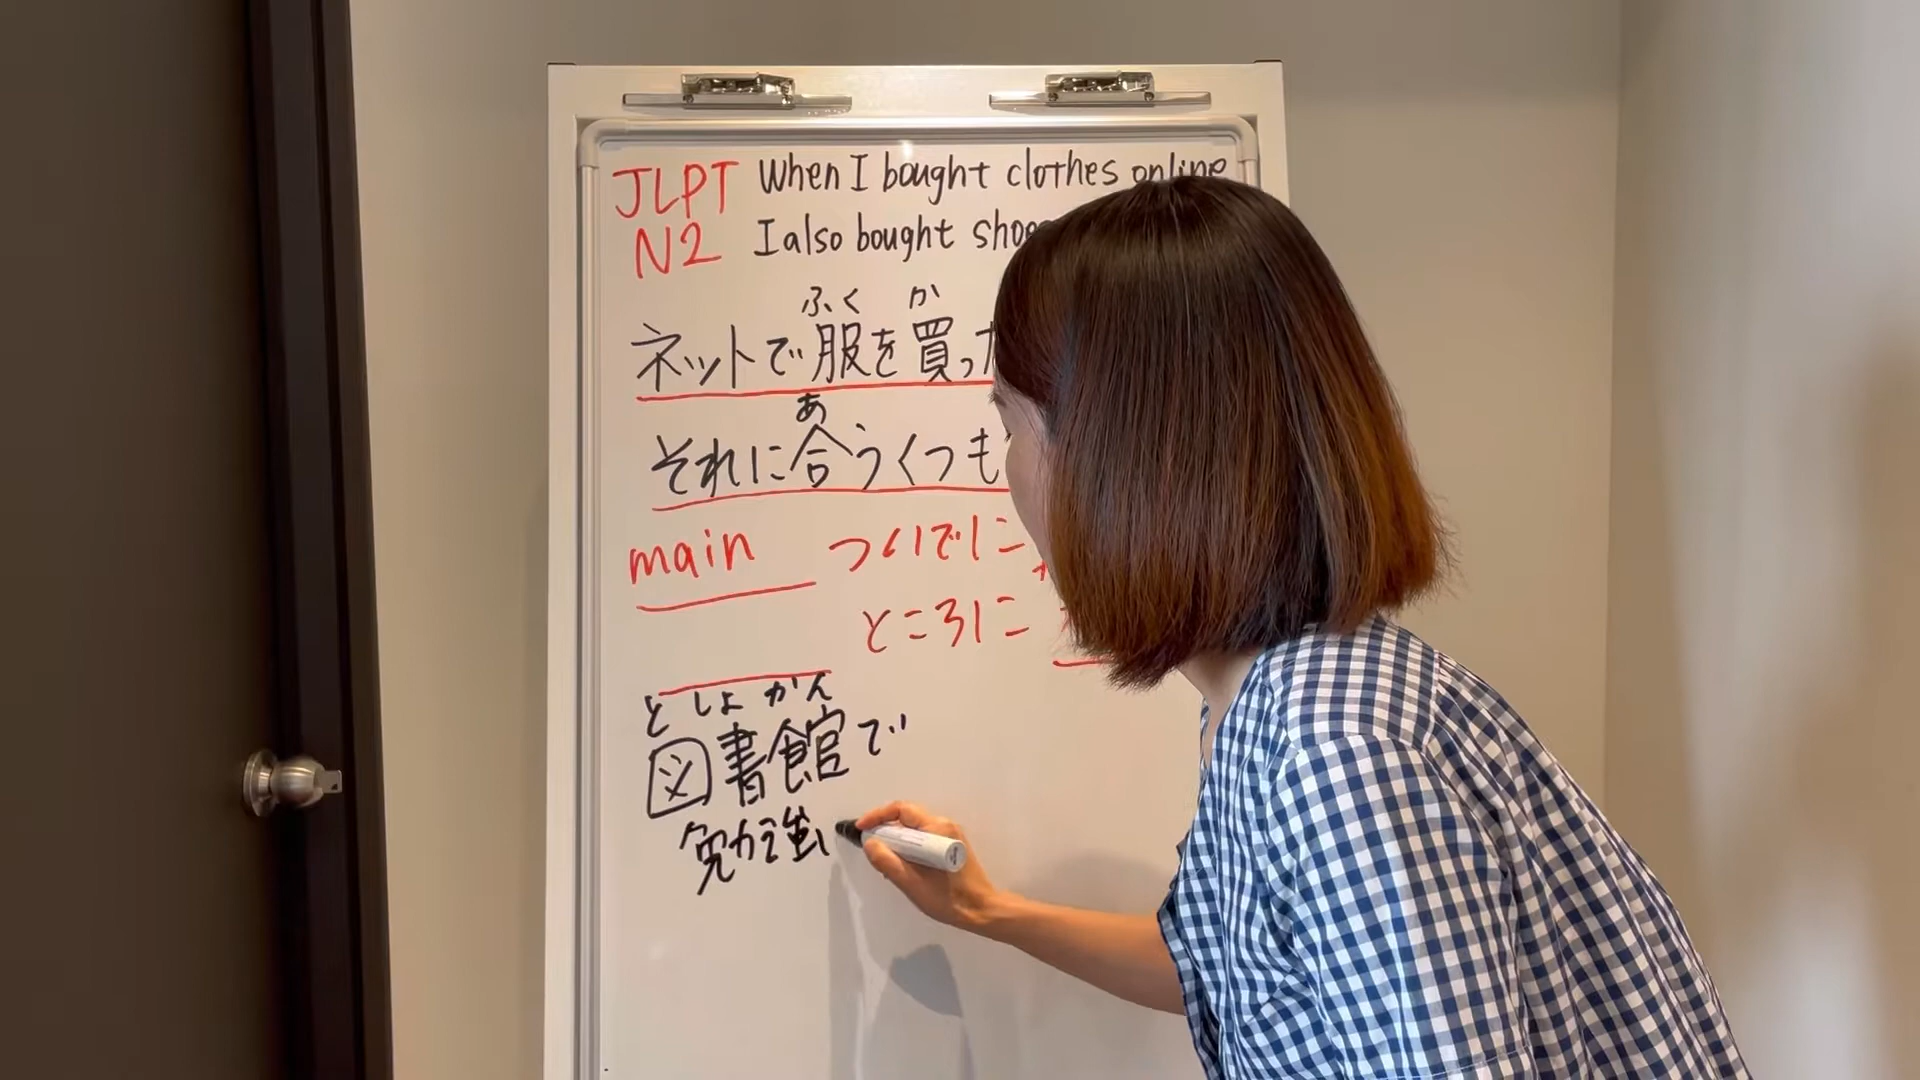 JLPT When I bought clothes online
N2 I also bought shoes
ふく か
ネットで服を買った
あ
それに合うくつも
main ついでに
ところに
としょかん
図書館で
勉強